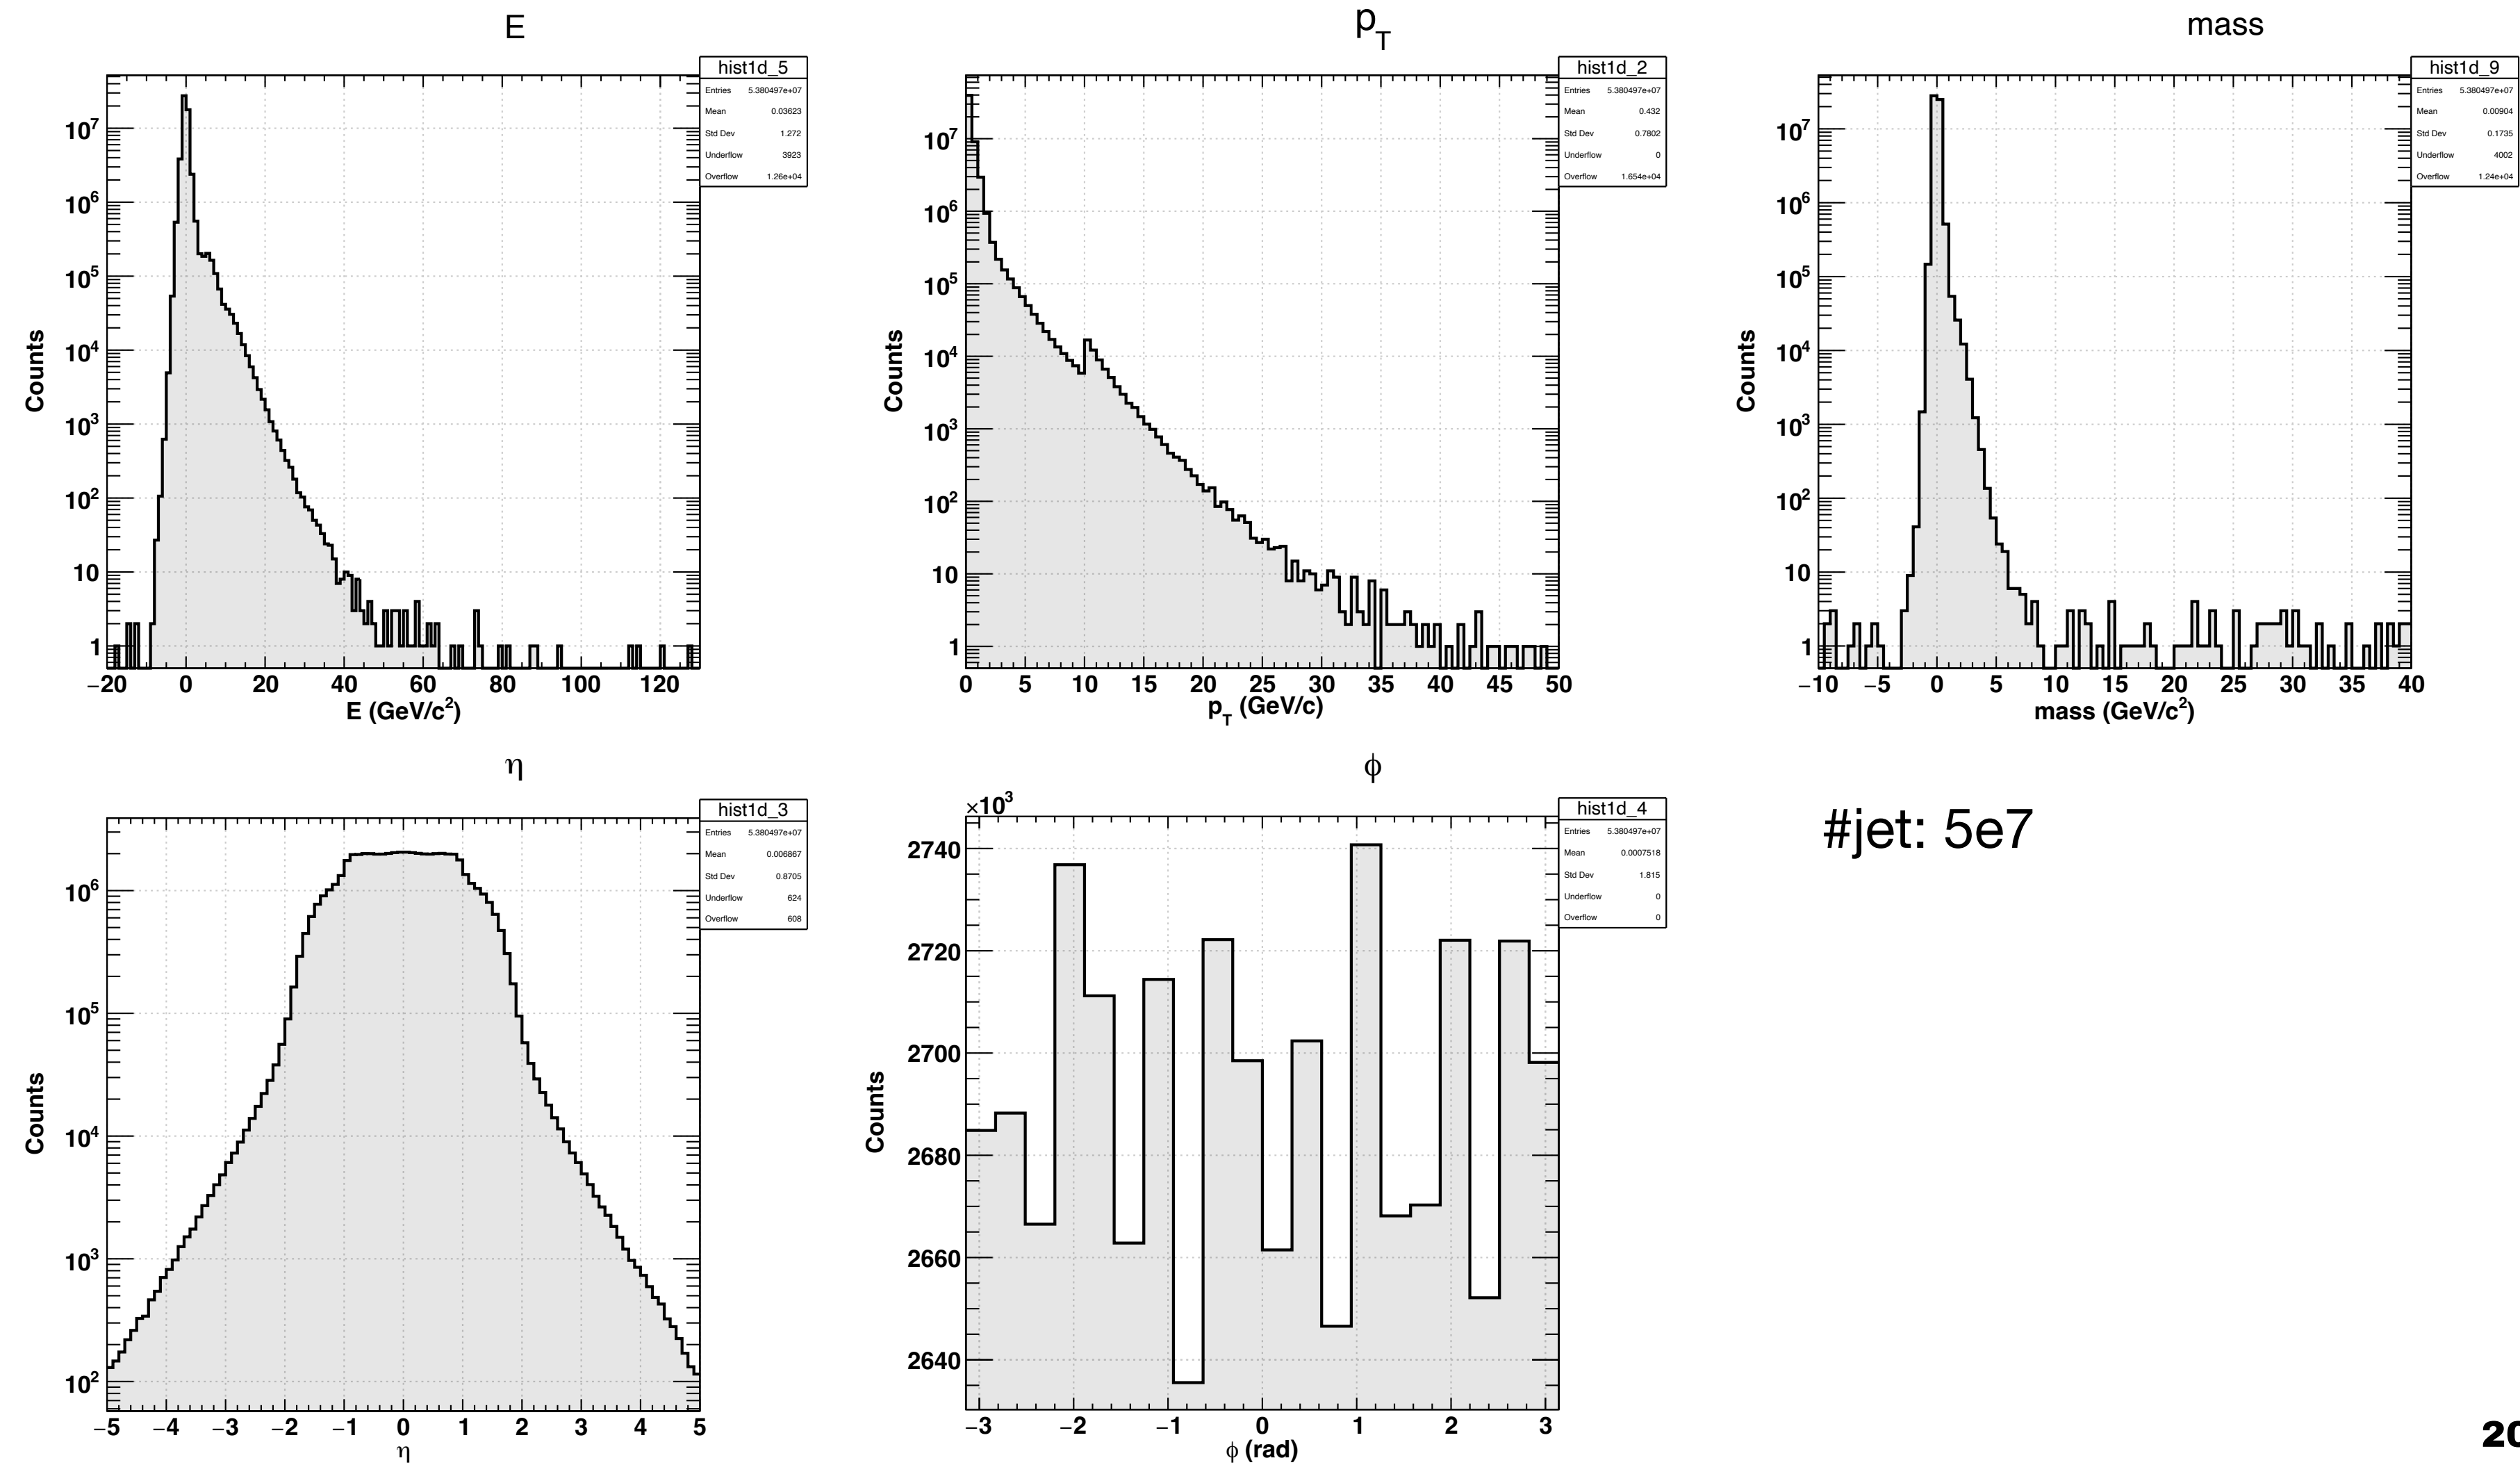 E
hist1d_5
Entries 5.380497e+07
Mean 0.03623
Std Dev 1.272
Underflow 3923
Overflow 1.26e+04
10⁷
10⁶
10⁵
10⁴
10³
10²
10
1
Counts
−20 0 20 40 60 80 100 120
E (GeV/c²)
p_T
hist1d_2
Entries 5.380497e+07
Mean 0.432
Std Dev 0.7802
Underflow 0
Overflow 1.654e+04
10⁷
10⁶
10⁵
10⁴
10³
10²
10
1
Counts
0 5 10 15 20 25 30 35 40 45 50
p_T (GeV/c)
mass
hist1d_9
Entries 5.380497e+07
Mean 0.00904
Std Dev 0.1735
Underflow 4002
Overflow 1.24e+04
10⁷
10⁶
10⁵
10⁴
10³
10²
10
1
Counts
−10 −5 0 5 10 15 20 25 30 35 40
mass (GeV/c²)
η
hist1d_3
Entries 5.380497e+07
Mean 0.006867
Std Dev 0.8705
Underflow 624
Overflow 608
10⁶
10⁵
10⁴
10³
10²
Counts
−5 −4 −3 −2 −1 0 1 2 3 4 5
η
ϕ
×10³
hist1d_4
Entries 5.380497e+07
Mean 0.0007518
Std Dev 1.815
Underflow 0
Overflow 0
2740
2720
2700
2680
2660
2640
Counts
−3 −2 −1 0 1 2 3
ϕ (rad)
#jet: 5e7